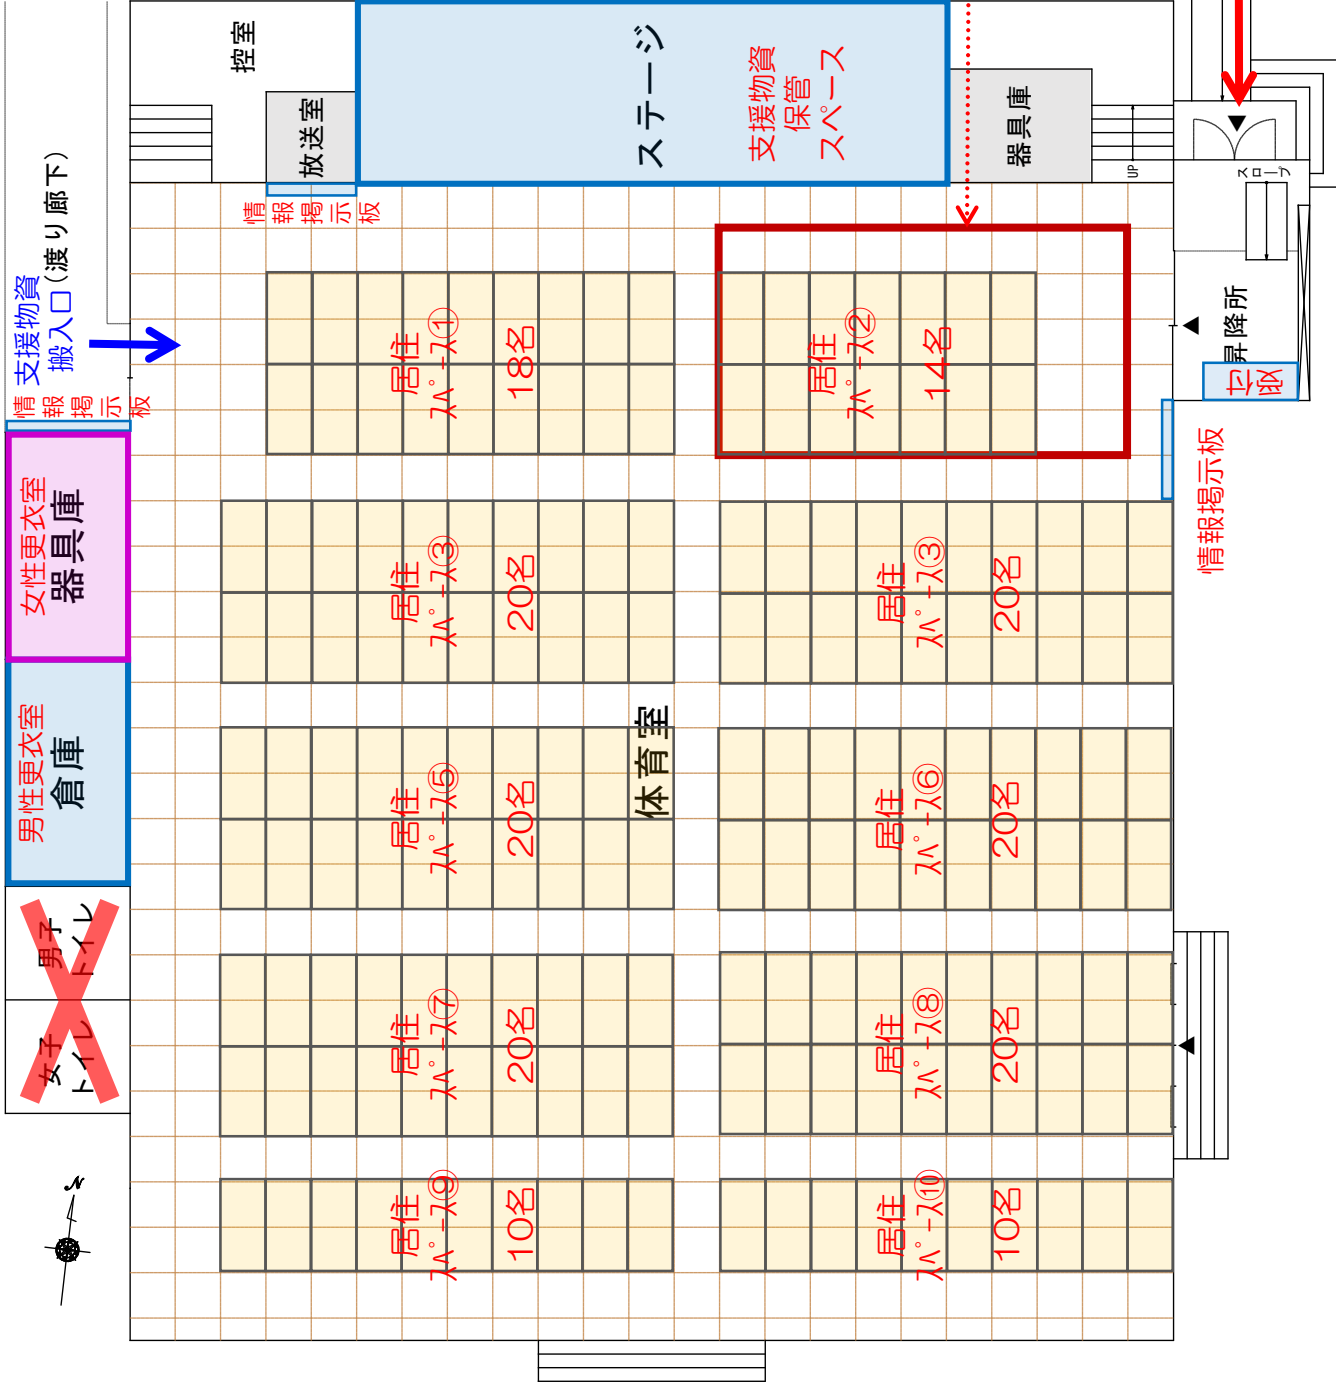 控室
放送室
ステージ
支援物資
保管
スペース
器具庫
UP
スロープ
(渡り廊下)
情報掲示板
支援物資
搬入口
情報掲示板
居住
スペース①
18名
居住
スペース②
14名
昇降所
受付
情報掲示板
女性更衣室
器具庫
居住
スペース③
20名
居住
スペース③
20名
男性更衣室
倉庫
体育室
居住
スペース⑤
20名
居住
スペース⑥
20名
男子
トイレ
女子
トイレ
居住
スペース⑦
20名
居住
スペース⑧
20名
N
居住
スペース⑨
10名
居住
スペース⑩
10名